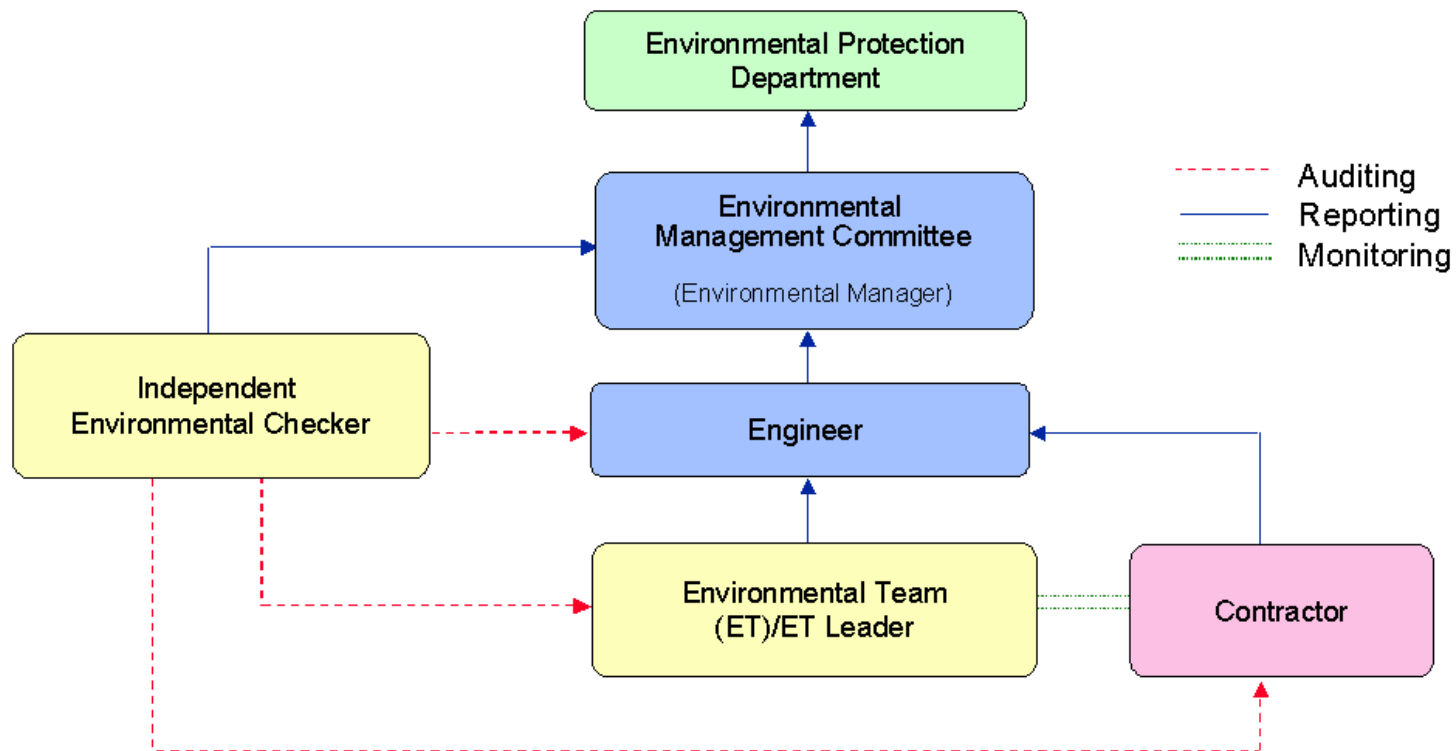 Environmental Protection
Department
Environmental
Management Committee
(Environmental Manager)
Auditing
Reporting
Monitoring
Independent
Environmental Checker
Engineer
Environmental Team
(ET)/ET Leader
Contractor